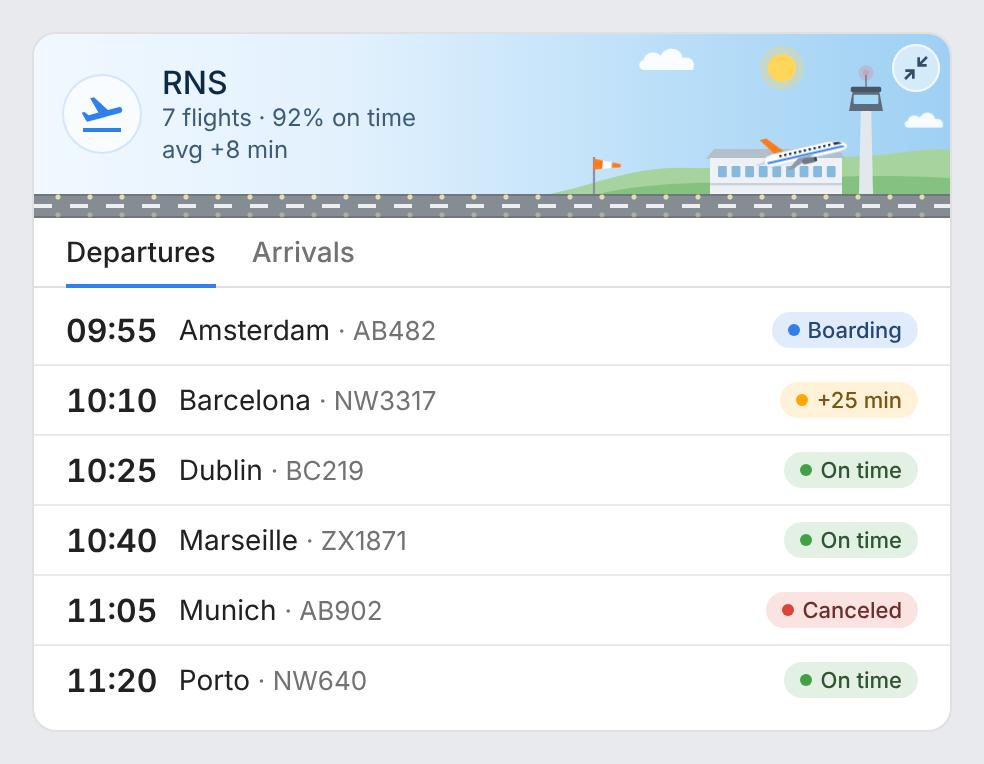 RNS
7 flights · 92% on time
avg +8 min
Departures Arrivals
09:55 Amsterdam · AB482 Boarding
10:10 Barcelona · NW3317 +25 min
10:25 Dublin · BC219 On time
10:40 Marseille · ZX1871 On time
11:05 Munich · AB902 Canceled
11:20 Porto · NW640 On time